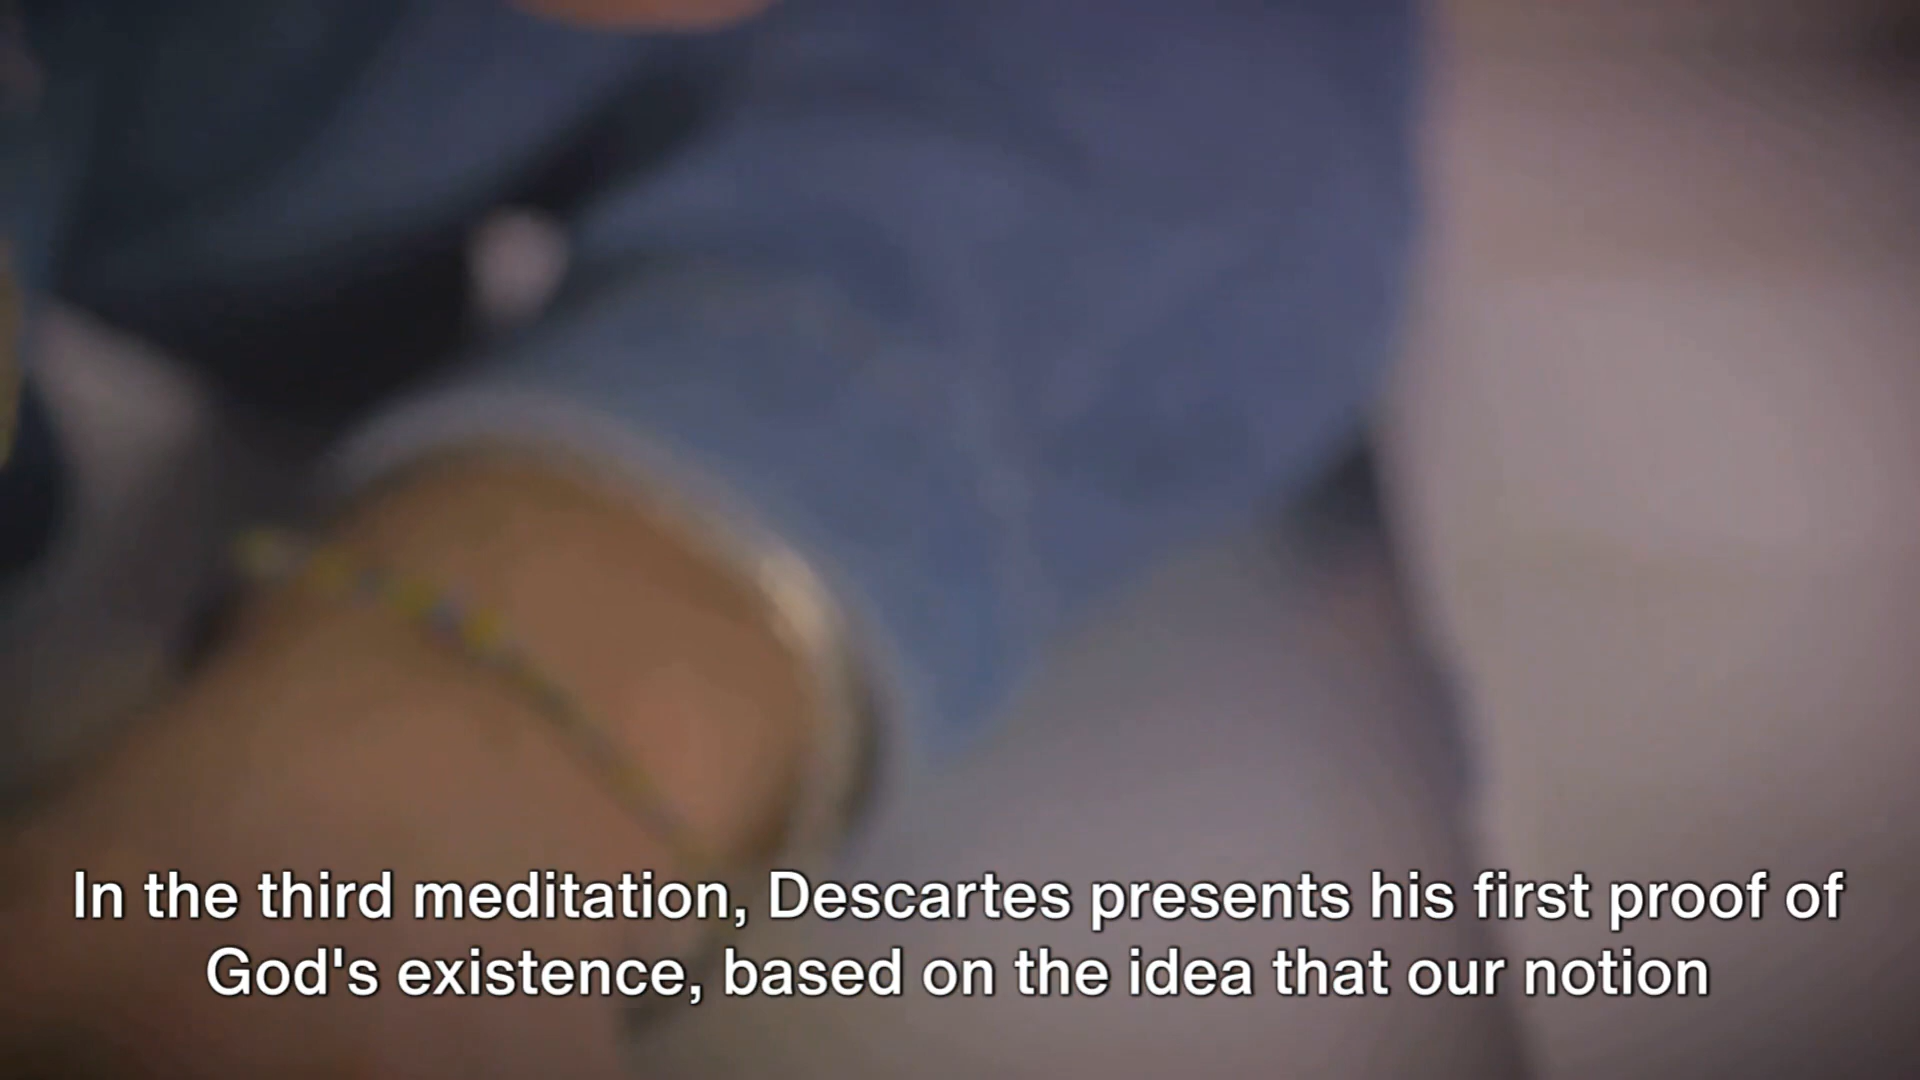 In the third meditation, Descartes presents his first proof of
God's existence, based on the idea that our notion